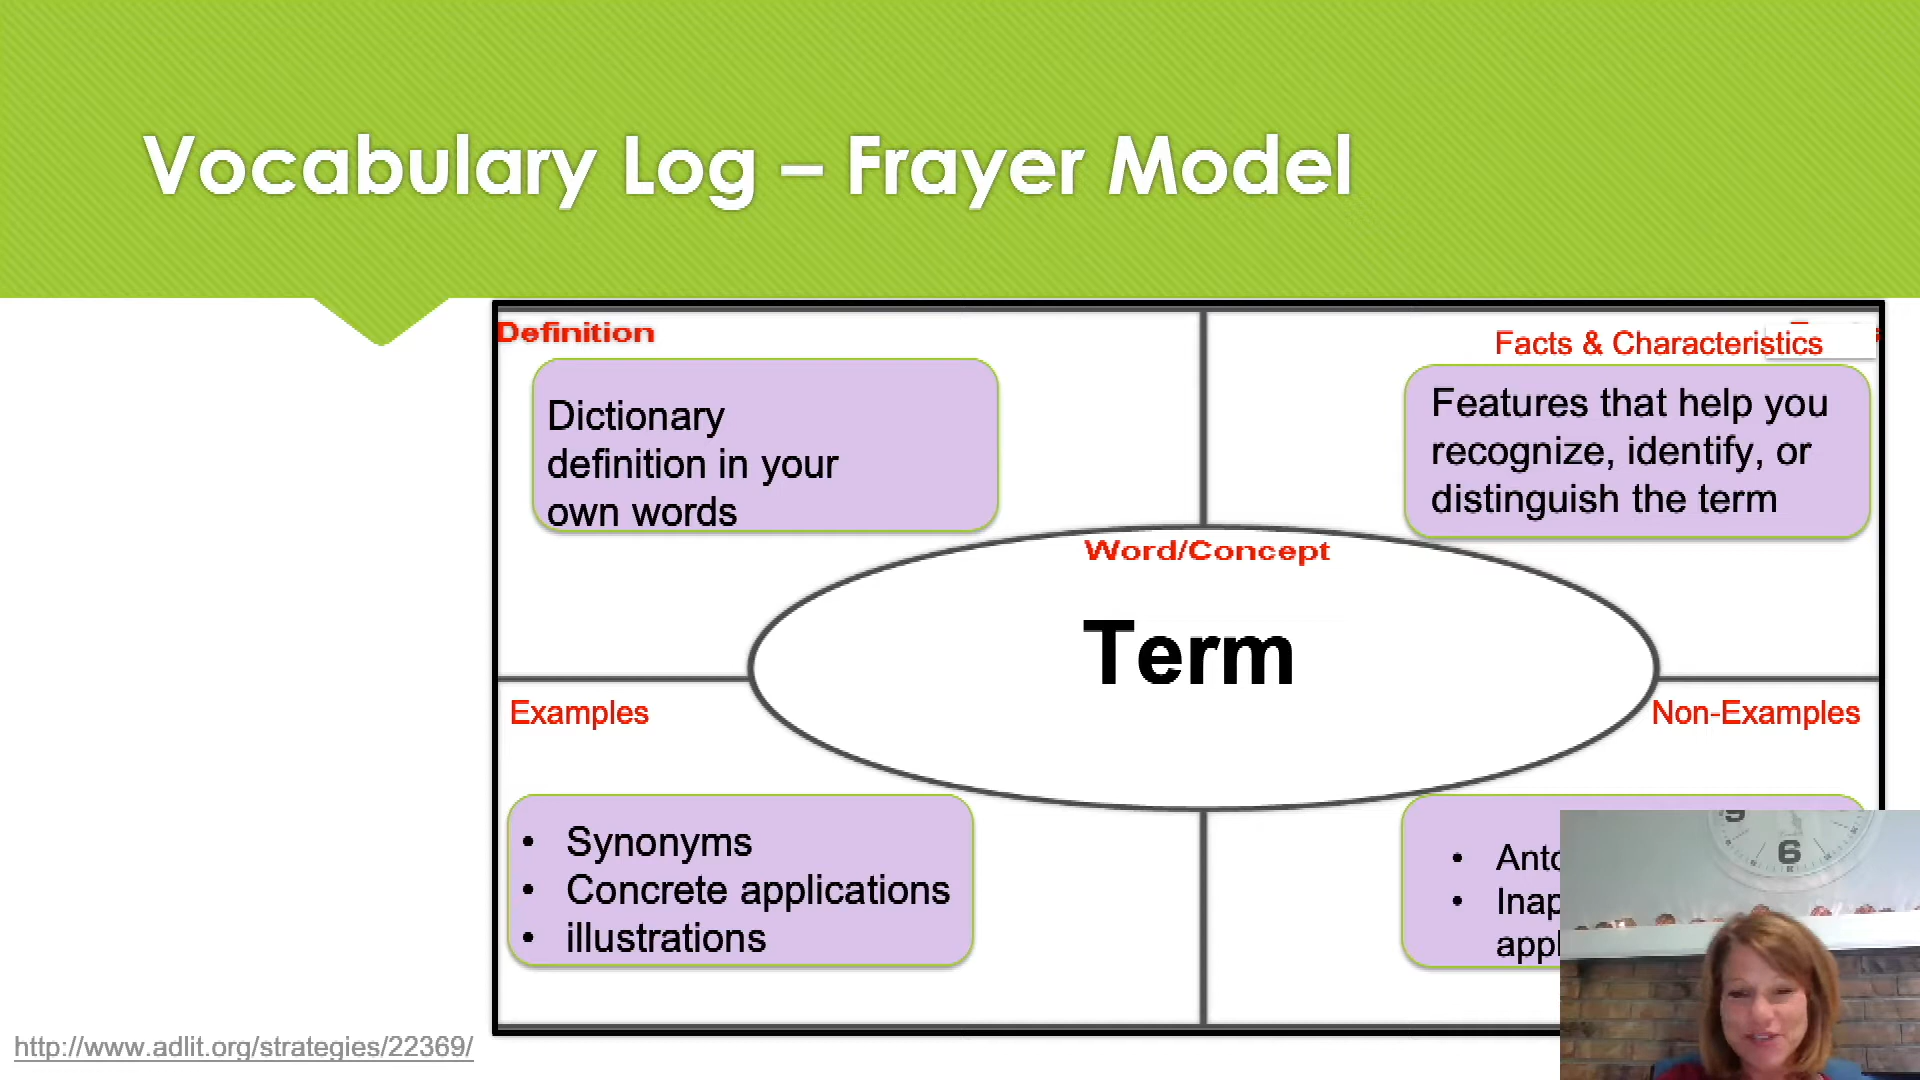 Vocabulary Log – Frayer Model
Definition
Dictionary
definition in your
own words
Facts & Characteristics
Features that help you
recognize, identify, or
distinguish the term
Word/Concept
Term
Examples
• Synonyms
• Concrete applications
• illustrations
Non-Examples
•
•
6
http://www.adlit.org/strategies/22369/